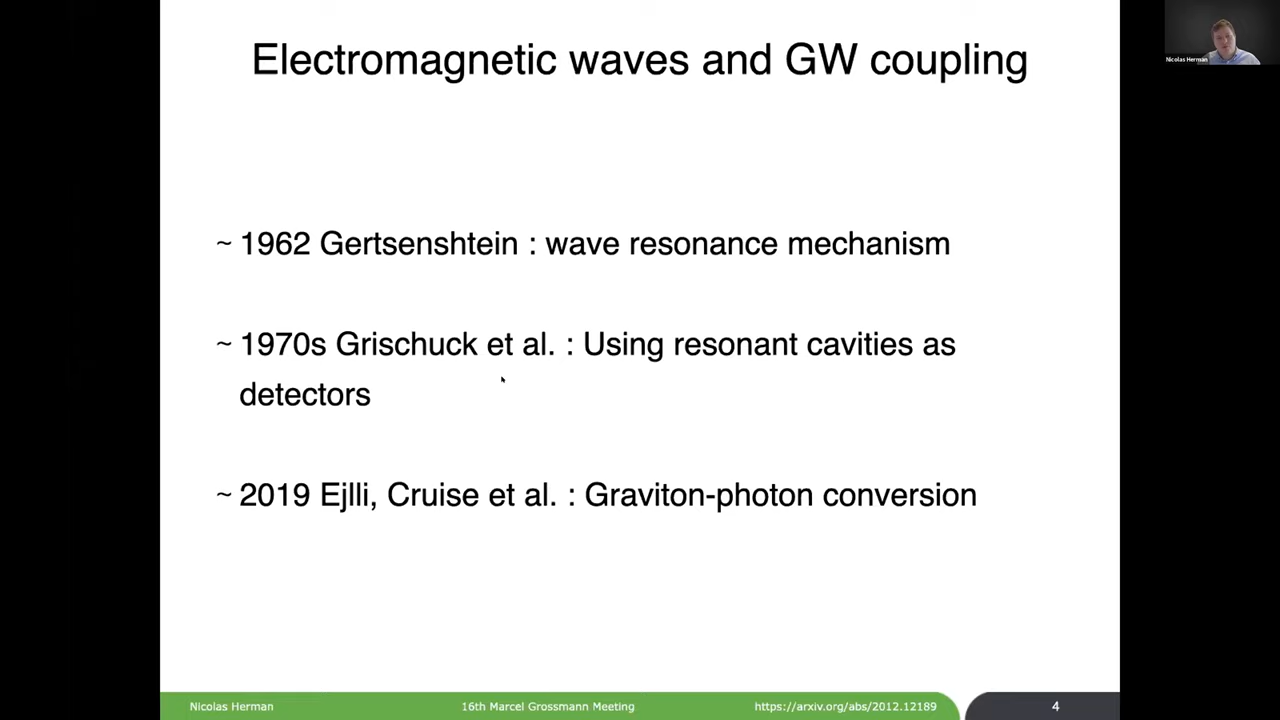 Electromagnetic waves and GW coupling
Nicolas Herman
~ 1962 Gertsenshtein : wave resonance mechanism
~ 1970s Grischuck et al. : Using resonant cavities as
detectors
~ 2019 Ejlli, Cruise et al. : Graviton-photon conversion
Nicolas Herman
16th Marcel Grossmann Meeting
https://arxiv.org/abs/2012.12189
4